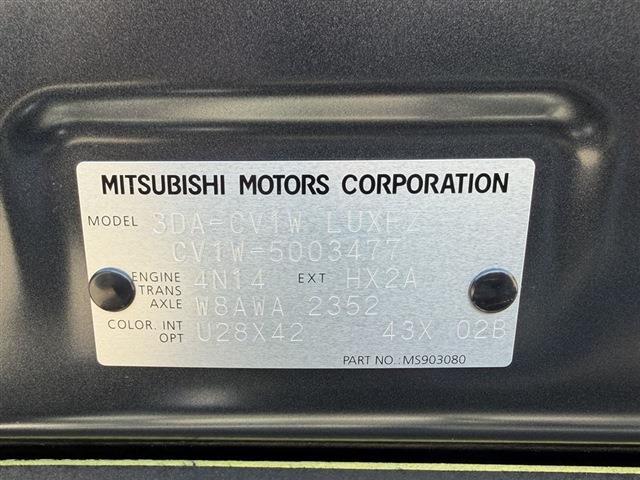 MITSUBISHI MOTORS CORPORATION
MODEL 3DA-CV1W LUXFZ
CV1W-5003477
ENGINE 4N14 EXT HX2A
TRANS
AXLE W8AWA 2352
COLOR. INT U28X42 43X 02B
OPT
PART NO.:MS903080